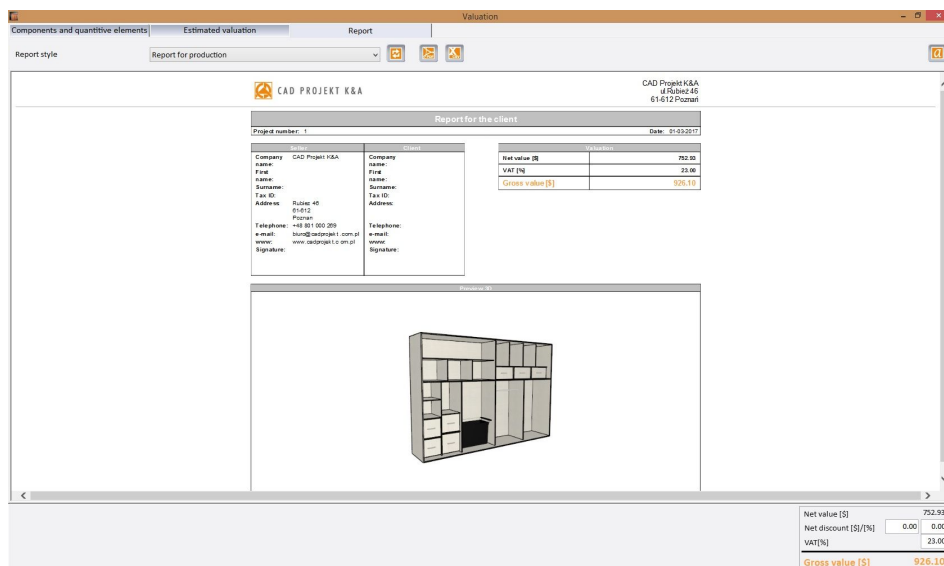 Valuation
Components and quantitive elements
Estimated valuation
Report
Report style
Report for production
CAD PROJEKT K&A
CAD Projekt K&A
ul.Rubież 46
61-612 Poznań
Report for the client
Project number: 1
Date: 01-03-2017
Seller
Client
Valuation
Company name: CAD Projekt K&A
First name:
Surname:
Tax ID:
Address Rubież 46
61-612
Poznan
Telephone: +48 801 000 269
e-mail: biuro@cadprojekt.com.pl
www: www.cadprojekt.com.pl
Signature:
Company name:
First name:
Surname:
Tax ID:
Address:
Telephone:
e-mail:
www:
Signature:
Net value [$] 752.93
VAT [%] 23.00
Gross value [$] 926.10
Preview 3D
Net value [$] 752.93
Net discount [$]/[%] 0.00 0.00
VAT[%] 23.00
Gross value [$] 926.10